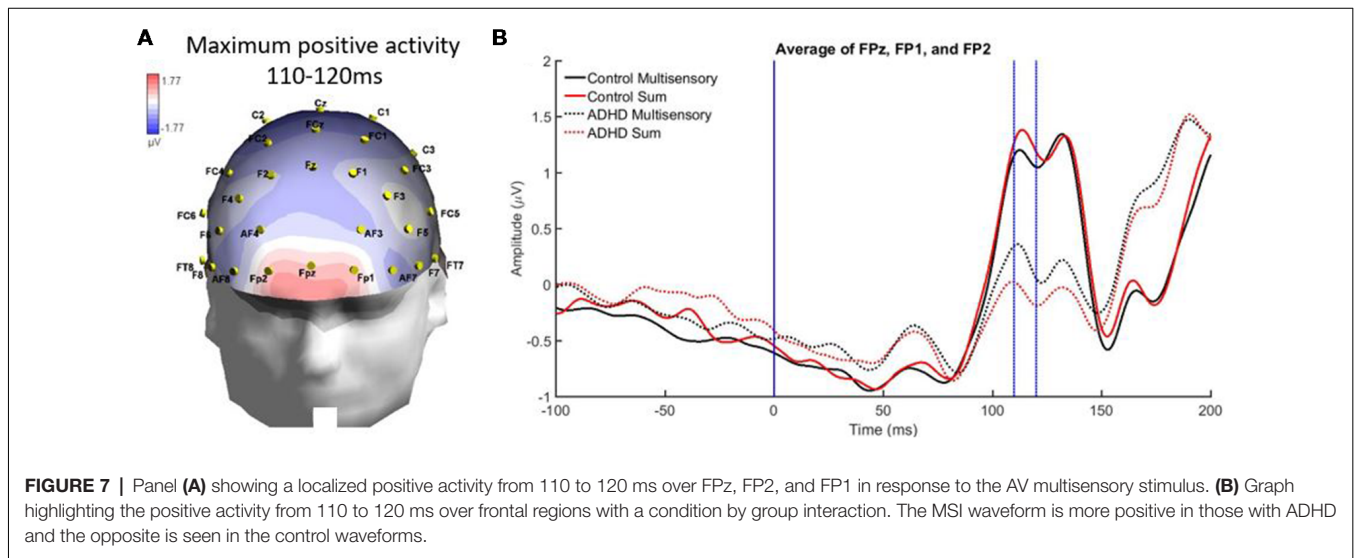 A
Maximum positive activity
110-120ms
1.77
-1.77
μV
Cz
C2
C1
FCz
FC2
FC1
C3
FC4
F2
Fz
F1
FC3
F4
F3
FC6
FC5
F6
AF4
AF3
F5
FT8
F8
AF8
Fp2
Fpz
Fp1
AF7
F7
FT7
B
Average of FPz, FP1, and FP2
Control Multisensory
Control Sum
ADHD Multisensory
ADHD Sum
Amplitude (μV)
2
1.5
1
0.5
0
-0.5
-1
-100
-50
0
50
100
150
200
Time (ms)
FIGURE 7 | Panel (A) showing a localized positive activity from 110 to 120 ms over FPz, FP2, and FP1 in response to the AV multisensory stimulus. (B) Graph
highlighting the positive activity from 110 to 120 ms over frontal regions with a condition by group interaction. The MSI waveform is more positive in those with ADHD
and the opposite is seen in the control waveforms.